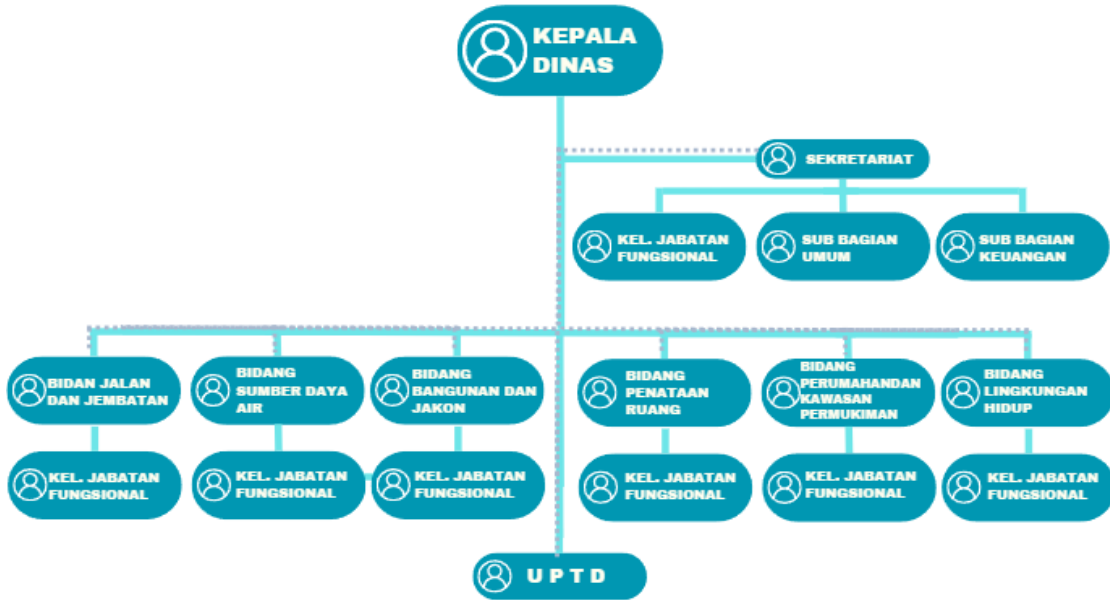 KEPALA
DINAS
SEKRETARIAT
KEL. JABATAN
FUNGSIONAL
SUB BAGIAN
UMUM
SUB BAGIAN
KEUANGAN
BIDAN JALAN
DAN JEMBATAN
BIDANG
SUMBER DAYA
AIR
BIDANG
BANGUNAN DAN
JAKON
BIDANG
PENATAAN
RUANG
BIDANG
PERUMAHANDAN
KAWASAN
PERMUKIMAN
BIDANG
LINGKUNGAN
HIDUP
KEL. JABATAN
FUNGSIONAL
KEL. JABATAN
FUNGSIONAL
KEL. JABATAN
FUNGSIONAL
KEL. JABATAN
FUNGSIONAL
KEL. JABATAN
FUNGSIONAL
KEL. JABATAN
FUNGSIONAL
U P T D